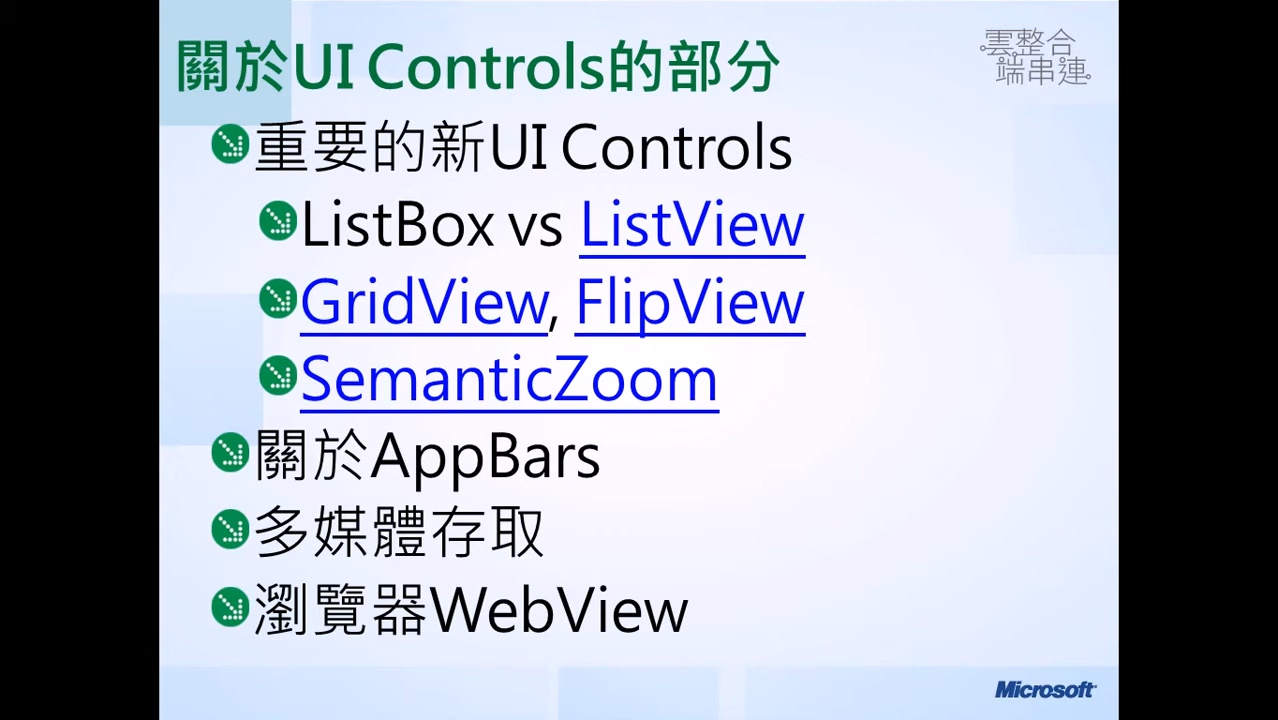 關於UI Controls的部分
雲整合
端串連
重要的新UI Controls
ListBox vs ListView
GridView, FlipView
SemanticZoom
關於AppBars
多媒體存取
瀏覽器WebView
Microsoft